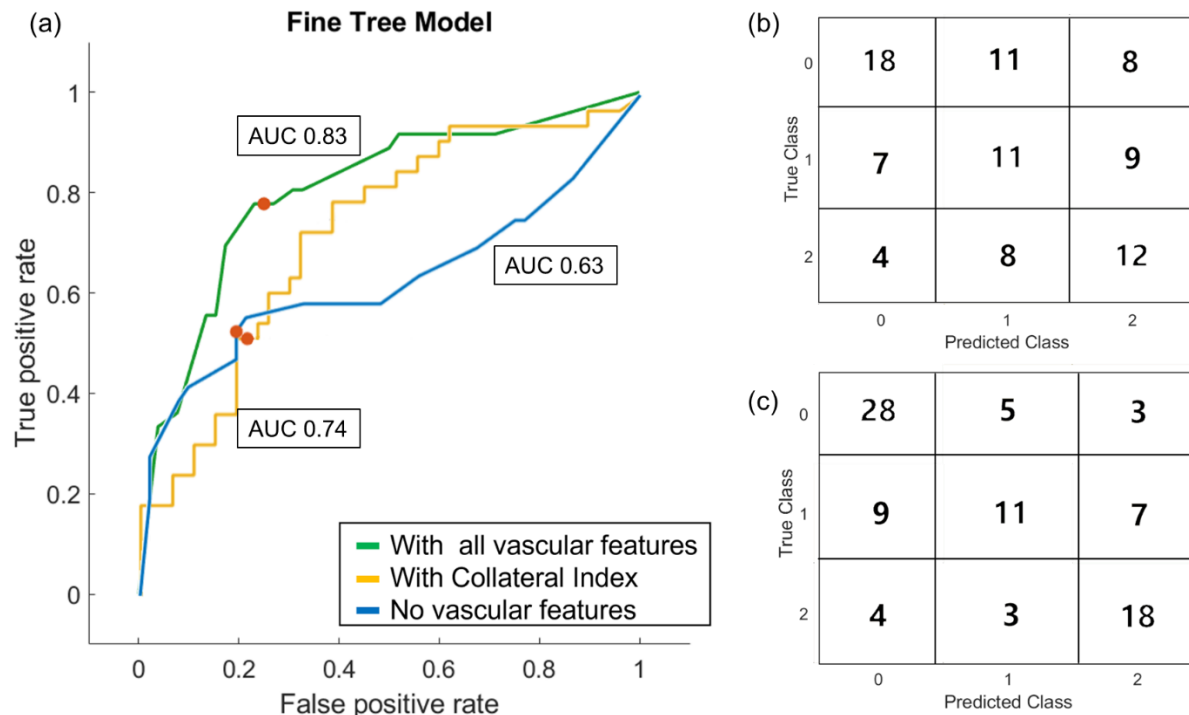 (a)
Fine Tree Model
True positive rate
1
0.8
0.6
0.4
0.2
0
AUC 0.83
AUC 0.63
AUC 0.74
With all vascular features
With Collateral Index
No vascular features
0 0.2 0.4 0.6 0.8 1
False positive rate
(b)
True Class
0 18 11 8
1 7 11 9
2 4 8 12
0 1 2
Predicted Class
(c)
True Class
0 28 5 3
1 9 11 7
2 4 3 18
0 1 2
Predicted Class